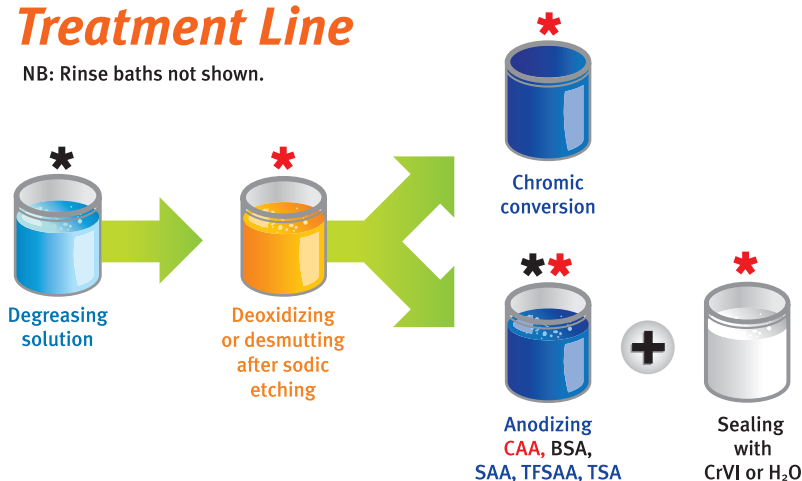 Treatment Line
NB: Rinse baths not shown.
*
Chromic
conversion
*
Degreasing
solution
*
Deoxidizing
or desmutting
after sodic
etching
**
Anodizing
CAA, BSA,
SAA, TFSAA, TSA
+
*
Sealing
with
CrVI or H₂O